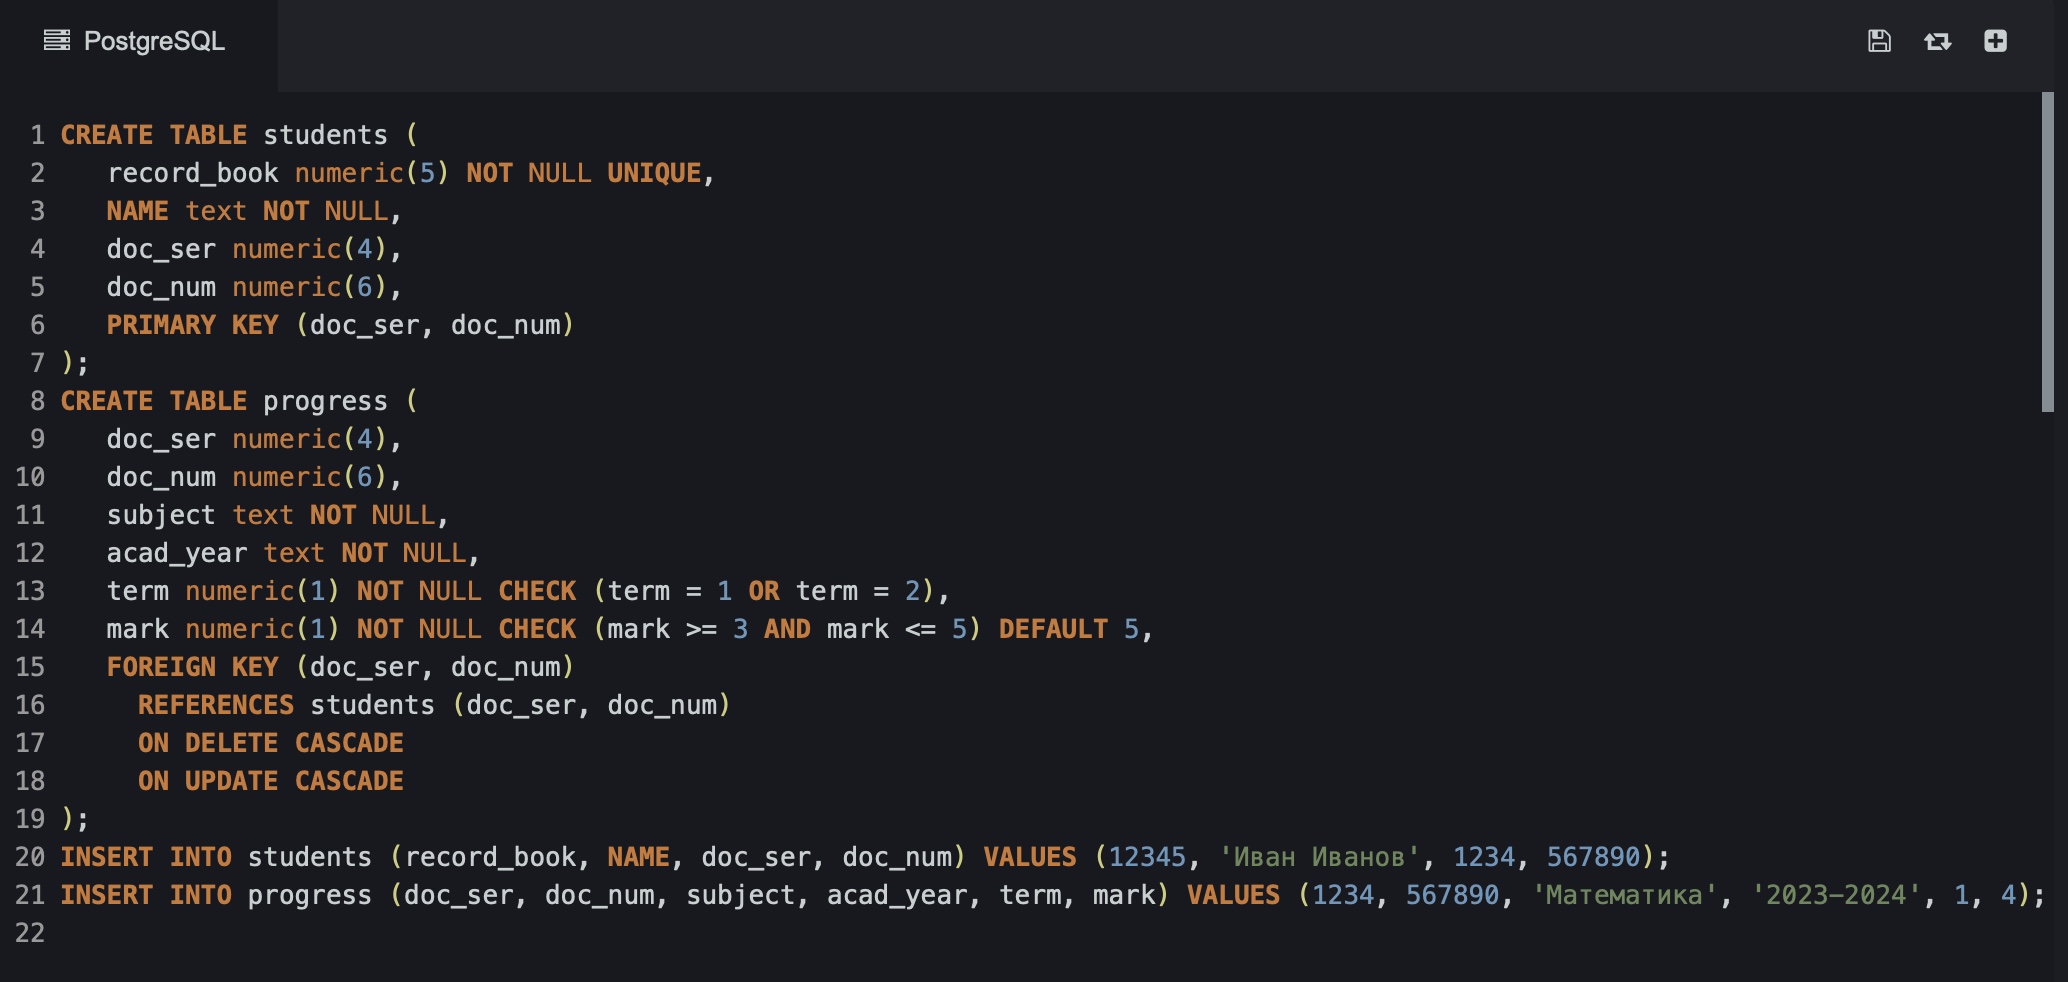 PostgreSQL
1 CREATE TABLE students (
2    record_book numeric(5) NOT NULL UNIQUE,
3    NAME text NOT NULL,
4    doc_ser numeric(4),
5    doc_num numeric(6),
6    PRIMARY KEY (doc_ser, doc_num)
7 );
8 CREATE TABLE progress (
9    doc_ser numeric(4),
10    doc_num numeric(6),
11    subject text NOT NULL,
12    acad_year text NOT NULL,
13    term numeric(1) NOT NULL CHECK (term = 1 OR term = 2),
14    mark numeric(1) NOT NULL CHECK (mark >= 3 AND mark <= 5) DEFAULT 5,
15    FOREIGN KEY (doc_ser, doc_num)
16      REFERENCES students (doc_ser, doc_num)
17      ON DELETE CASCADE
18      ON UPDATE CASCADE
19 );
20 INSERT INTO students (record_book, NAME, doc_ser, doc_num) VALUES (12345, 'Иван Иванов', 1234, 567890);
21 INSERT INTO progress (doc_ser, doc_num, subject, acad_year, term, mark) VALUES (1234, 567890, 'Математика', '2023-2024', 1, 4);
22